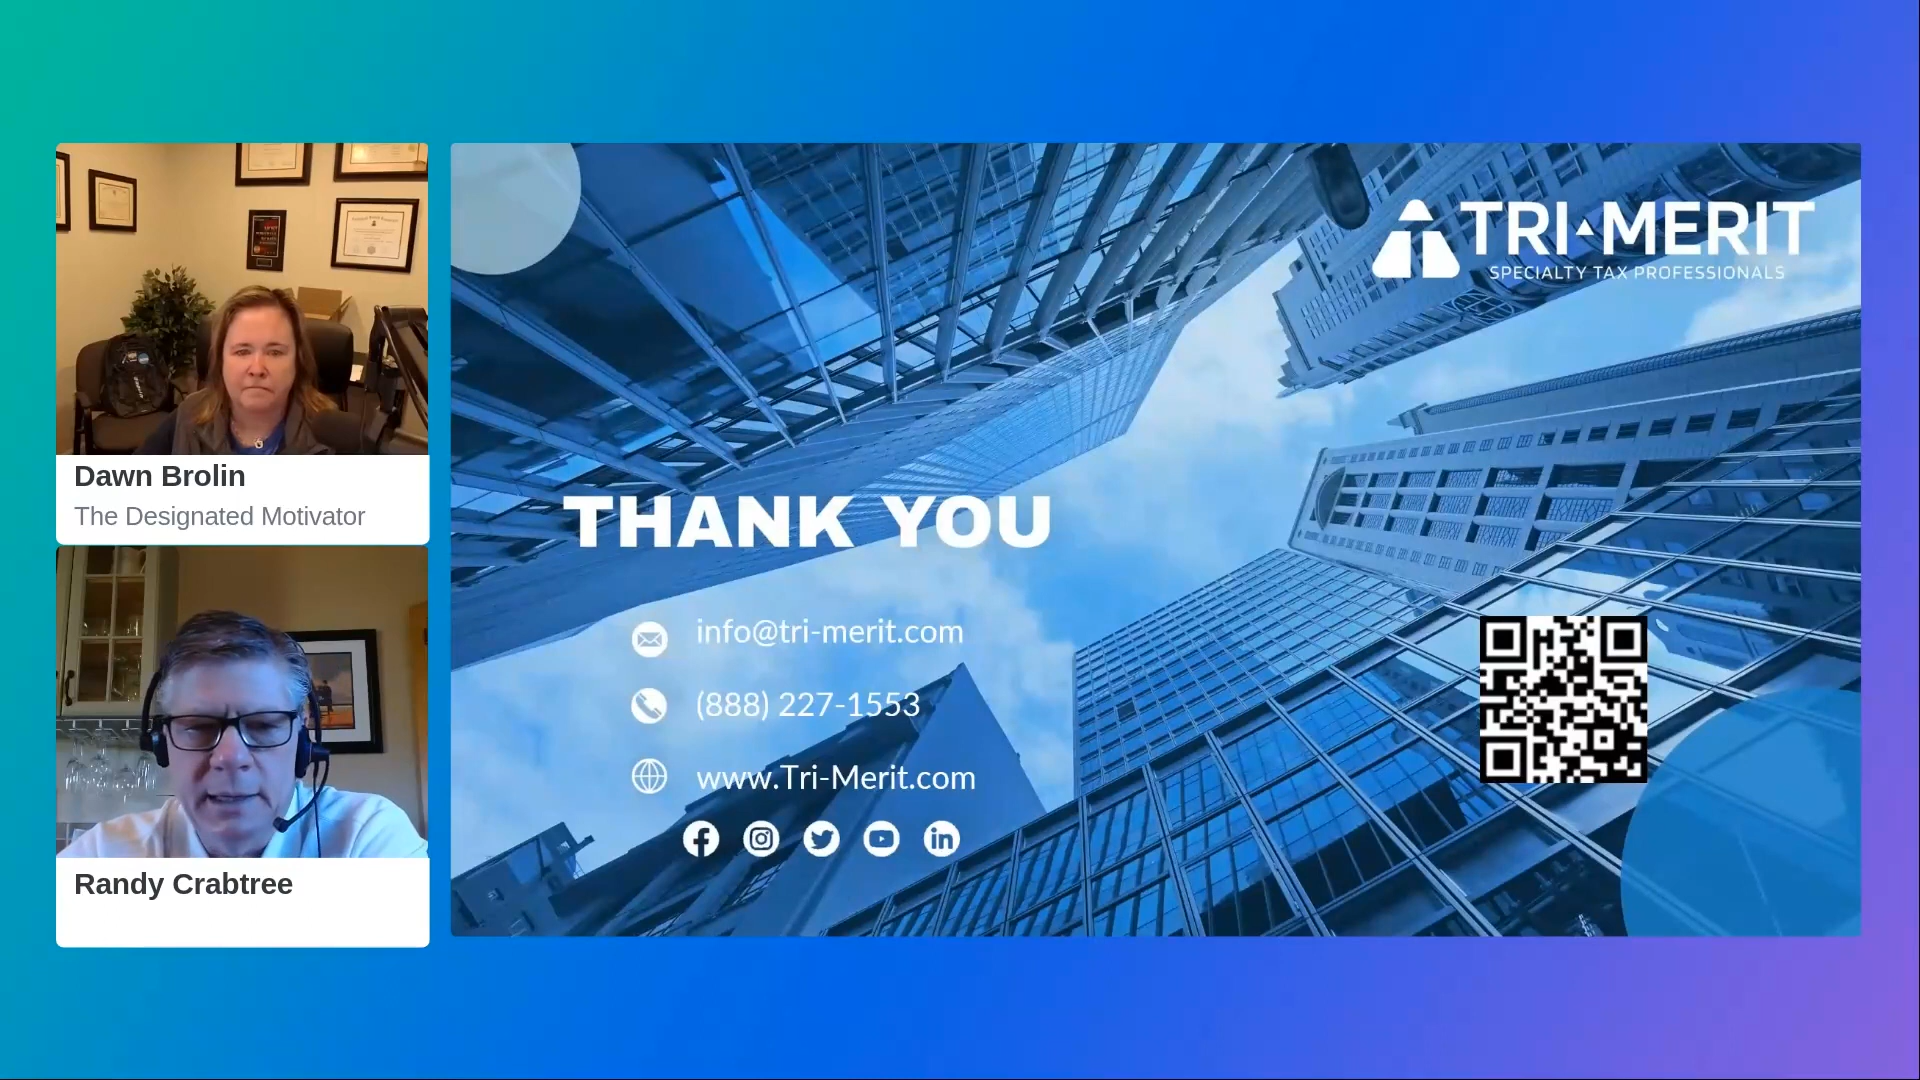 Dawn Brolin
The Designated Motivator
Randy Crabtree
TRI-MERIT
SPECIALTY TAX PROFESSIONALS
THANK YOU
info@tri-merit.com
(888) 227-1553
www.Tri-Merit.com